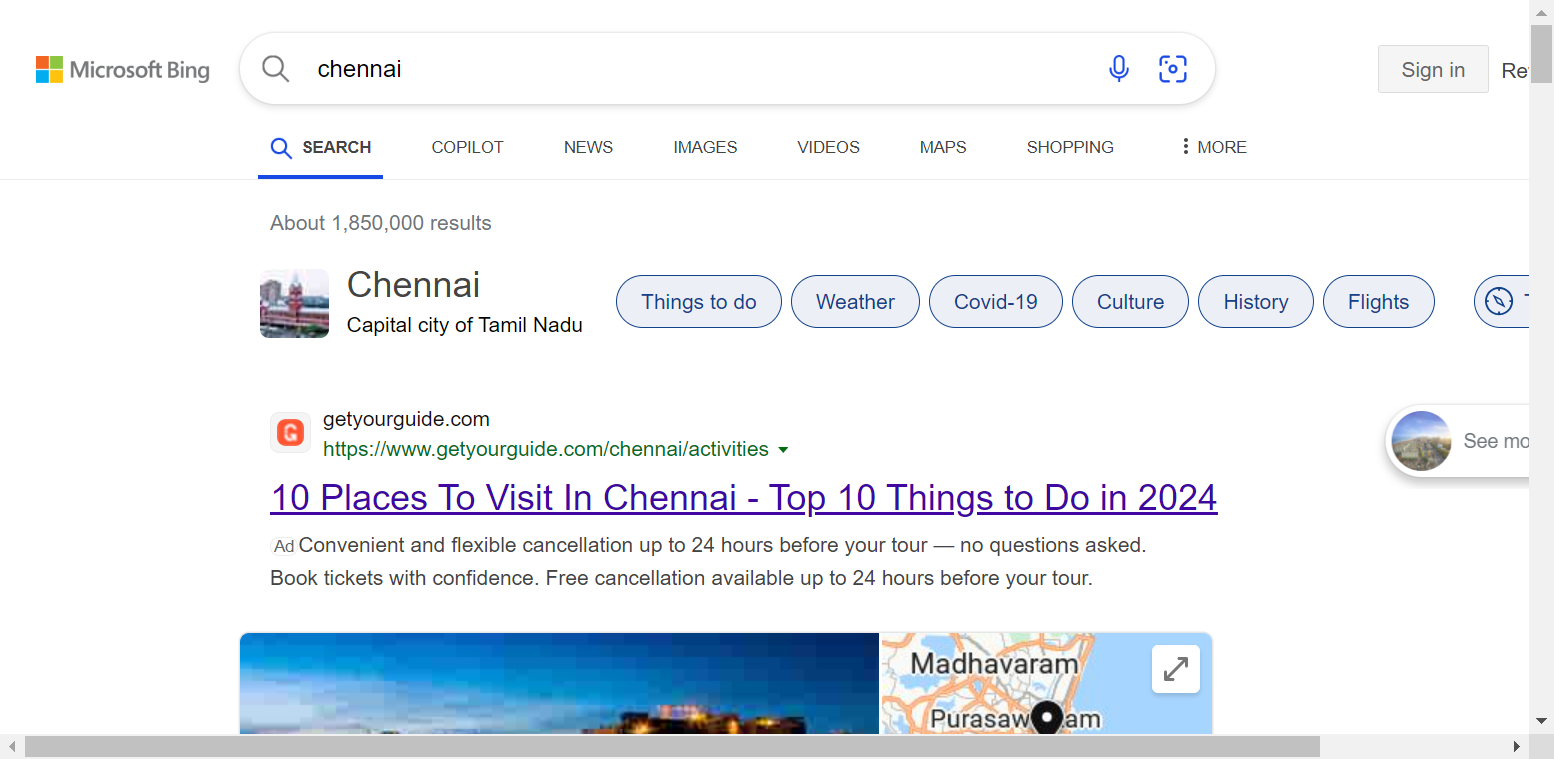 Microsoft Bing
chennai
Sign in
Re
SEARCH
COPILOT
NEWS
IMAGES
VIDEOS
MAPS
SHOPPING
MORE
About 1,850,000 results
Chennai
Capital city of Tamil Nadu
Things to do
Weather
Covid-19
Culture
History
Flights
getyourguide.com
https://www.getyourguide.com/chennai/activities
See mo
10 Places To Visit In Chennai - Top 10 Things to Do in 2024
Ad Convenient and flexible cancellation up to 24 hours before your tour — no questions asked.
Book tickets with confidence. Free cancellation available up to 24 hours before your tour.
Madhavaram
Purasaw am